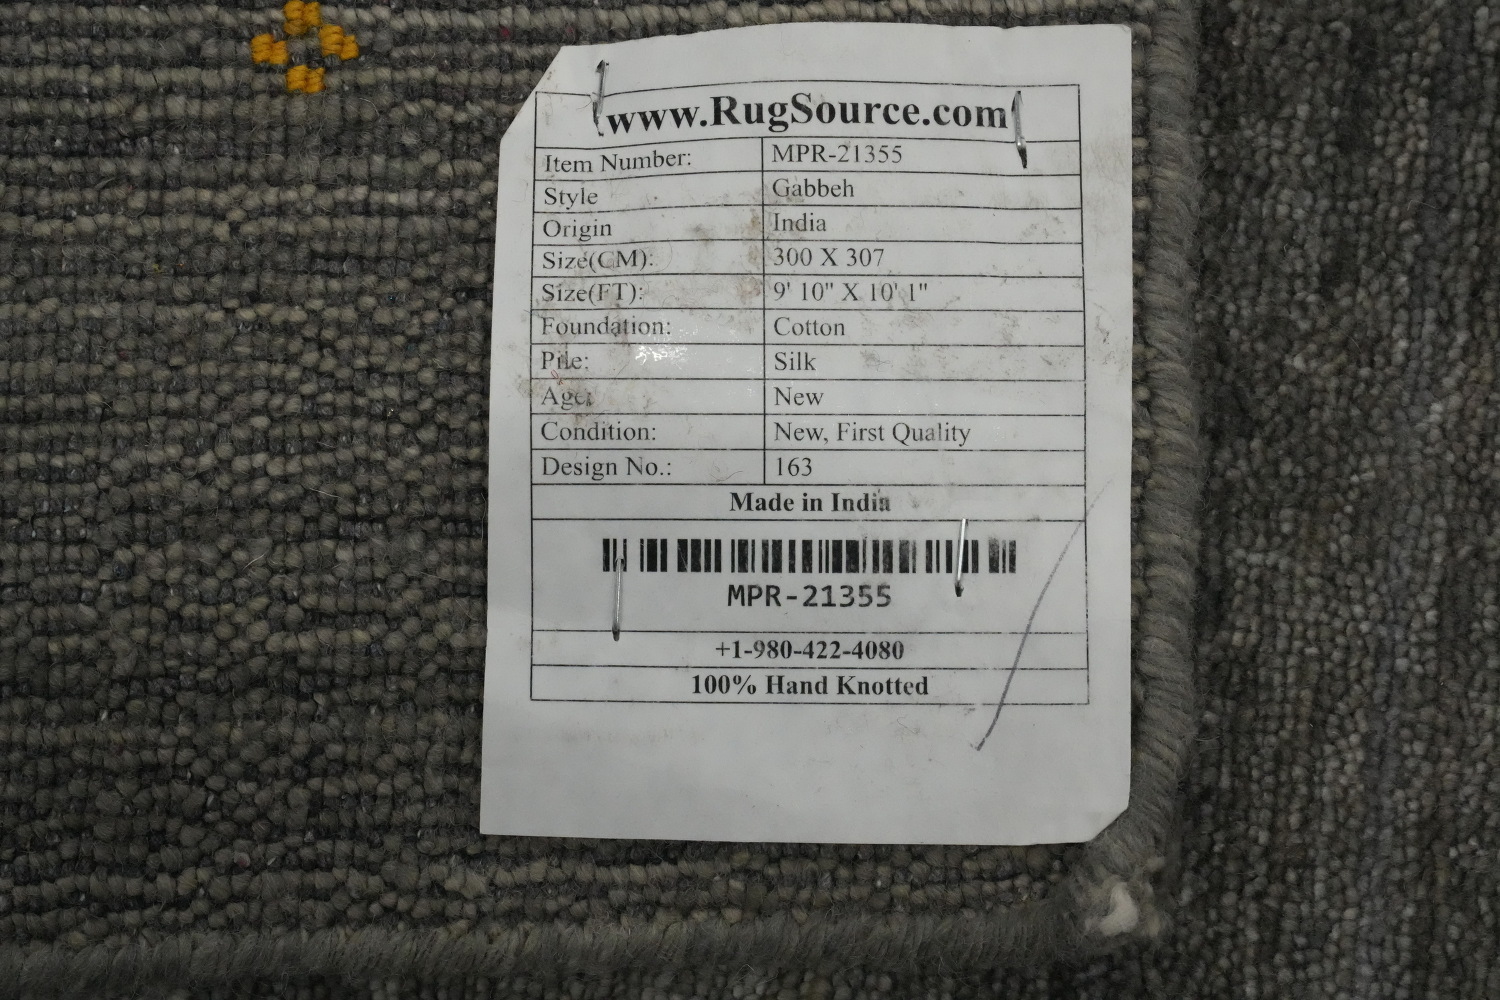 www.RugSource.com
Item Number: MPR-21355
Style Gabbeh
Origin India
Size(CM): 300 X 307
Size(FT): 9' 10" X 10' 1"
Foundation: Cotton
Pile: Silk
Age: New
Condition: New, First Quality
Design No.: 163
Made in India
MPR-21355
+1-980-422-4080
100% Hand Knotted